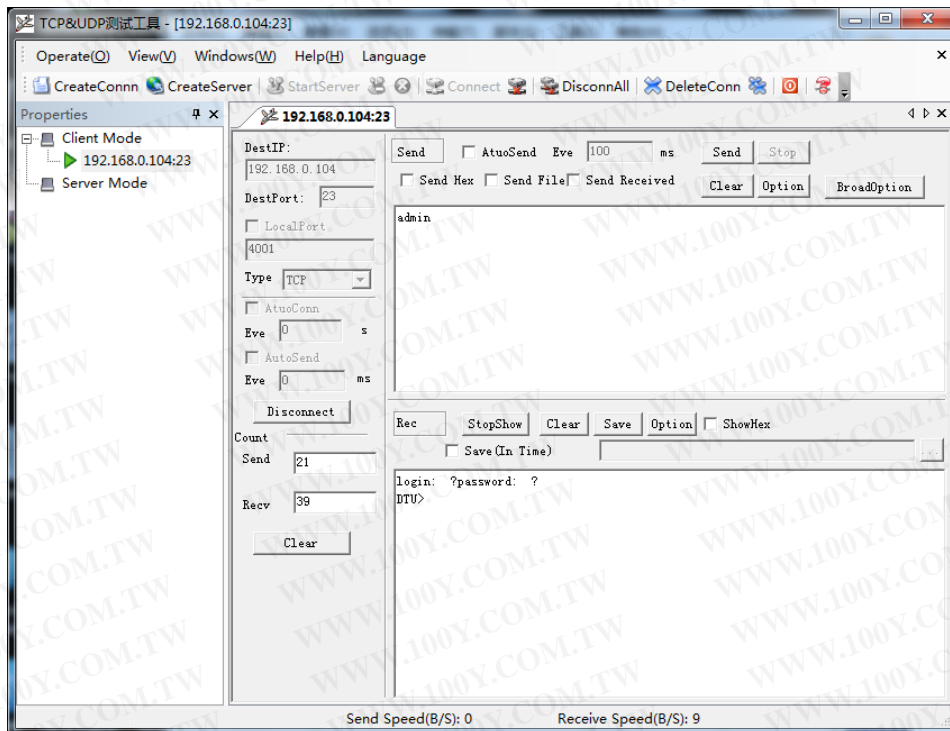 TCP&UDP测试工具 - [192.168.0.104:23]
Operate(O) View(V) Windows(W) Help(H) Language
CreateConnn CreateServer StartServer Connect DisconnAll DeleteConn
Properties
Client Mode
192.168.0.104:23
Server Mode
192.168.0.104:23
DestIP:
192.168.0.104
DestPort: 23
LocalPort
4001
Type TCP
AtuoConn
Eve 0 s
AutoSend
Eve 0 ms
Disconnect
Count
Send 21
Recv 39
Clear
Send AtuoSend Eve 100 ms Send Stop
Send Hex Send File Send Received Clear Option BroadOption
admin
Rec StopShow Clear Save Option ShowHex
Save(In Time) ...
login: ?password: ?
DTU>
Send Speed(B/S): 0 Receive Speed(B/S): 9
WWW.100Y.COM.TW